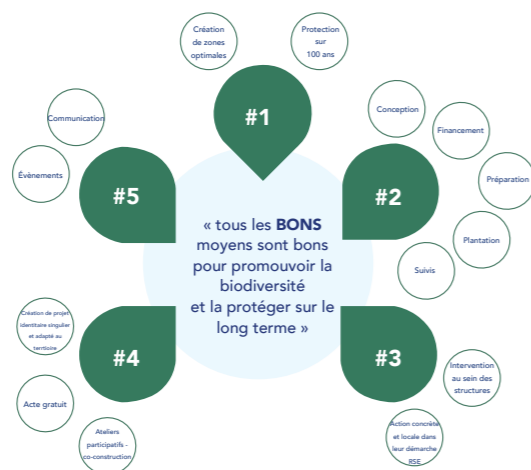 Création
de zones
optimales
Protection
sur
100 ans
#1
Conception
Financement
Préparation
Plantation
Suivis
#2
Intervention
au sein des
structures
Action concrète
et locale dans
leur démarche
RSE
#3
Création de projet
identitaire singulier
et adapté au
territoire
Acte gratuit
Ateliers
participatifs -
co-construction
#4
Communication
Évènements
#5
« tous les BONS
moyens sont bons
pour promouvoir la
biodiversité
et la protéger sur le
long terme »